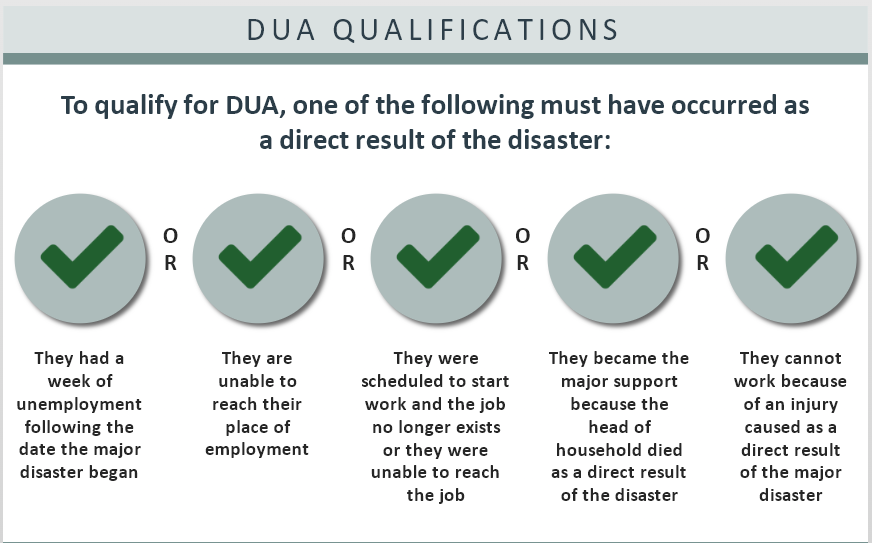 DUA QUALIFICATIONS
To qualify for DUA, one of the following must have occurred as
a direct result of the disaster:
O
R
O
R
O
R
O
R
They had a
week of
unemployment
following the
date the major
disaster began
They are
unable to
reach their
place of
employment
They were
scheduled to start
work and the job
no longer exists
or they were
unable to reach
the job
They became the
major support
because the
head of
household died
as a direct result
of the disaster
They cannot
work because
of an injury
caused as a
direct result
of the major
disaster